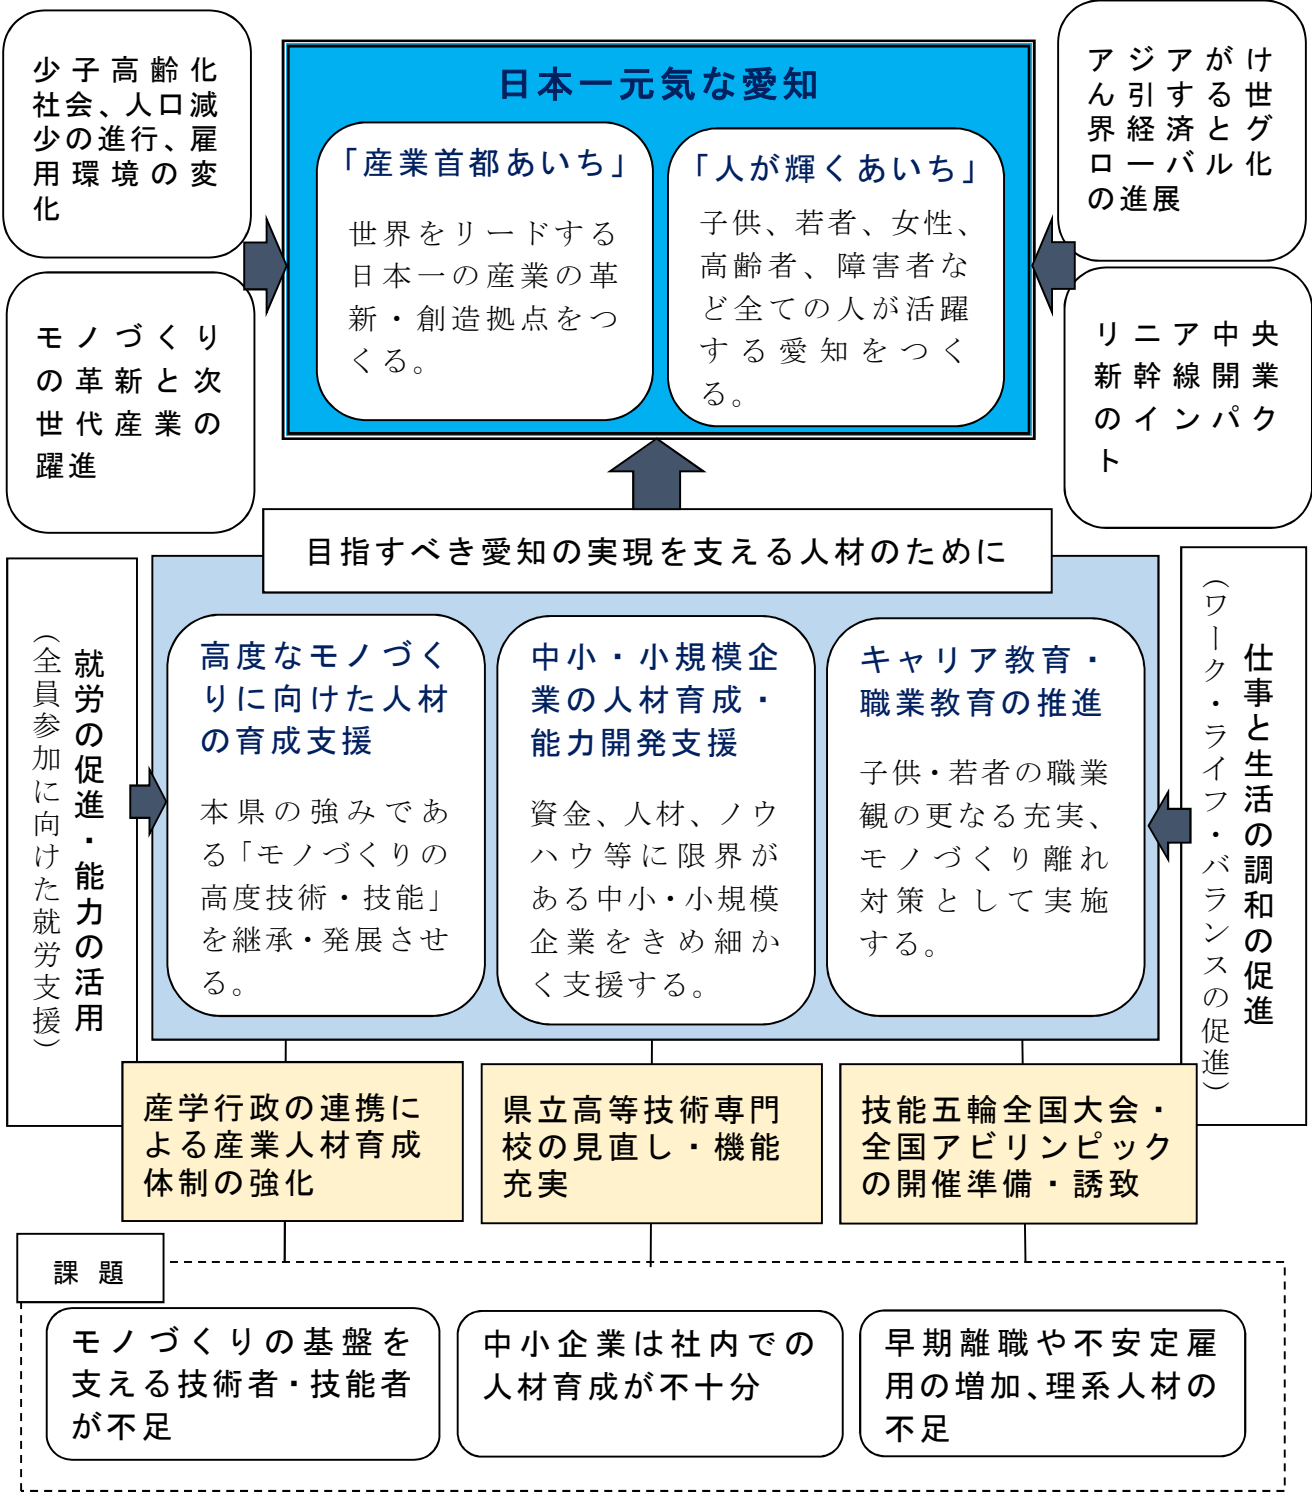 少子高齢化
社会、人口減
少の進行、雇
用環境の変
化
モノづくり
の革新と次
世代産業の
躍進
日本一元気な愛知
「産業首都あいち」
世界をリードする
日本一の産業の革
新・創造拠点をつ
くる。
「人が輝くあいち」
子供、若者、女性、
高齢者、障害者な
ど全ての人が活躍
する愛知をつく
る。
アジアがけ
ん引する世
界経済とグ
ローバル化
の進展
リニア中央
新幹線開業
のインパク
ト
目指すべき愛知の実現を支える人材のために
就労の促進・能力の活用
（全員参加に向けた就労支援）
高度なモノづく
りに向けた人材
の育成支援
本県の強みであ
る「モノづくりの
高度技術・技能」
を継承・発展させ
る。
中小・小規模企
業の人材育成・
能力開発支援
資金、人材、ノウ
ハウ等に限界が
ある中小・小規模
企業をきめ細か
く支援する。
キャリア教育・
職業教育の推進
子供・若者の職業
観の更なる充実、
モノづくり離れ
対策として実施
する。
仕事と生活の調和の促進
（ワーク・ライフ・バランスの促進）
産学行政の連携に
よる産業人材育成
体制の強化
県立高等技術専門
校の見直し・機能
充実
技能五輪全国大会・
全国アビリンピック
の開催準備・誘致
課 題
モノづくりの基盤を
支える技術者・技能者
が不足
中小企業は社内での
人材育成が不十分
早期離職や不安定雇
用の増加、理系人材の
不足